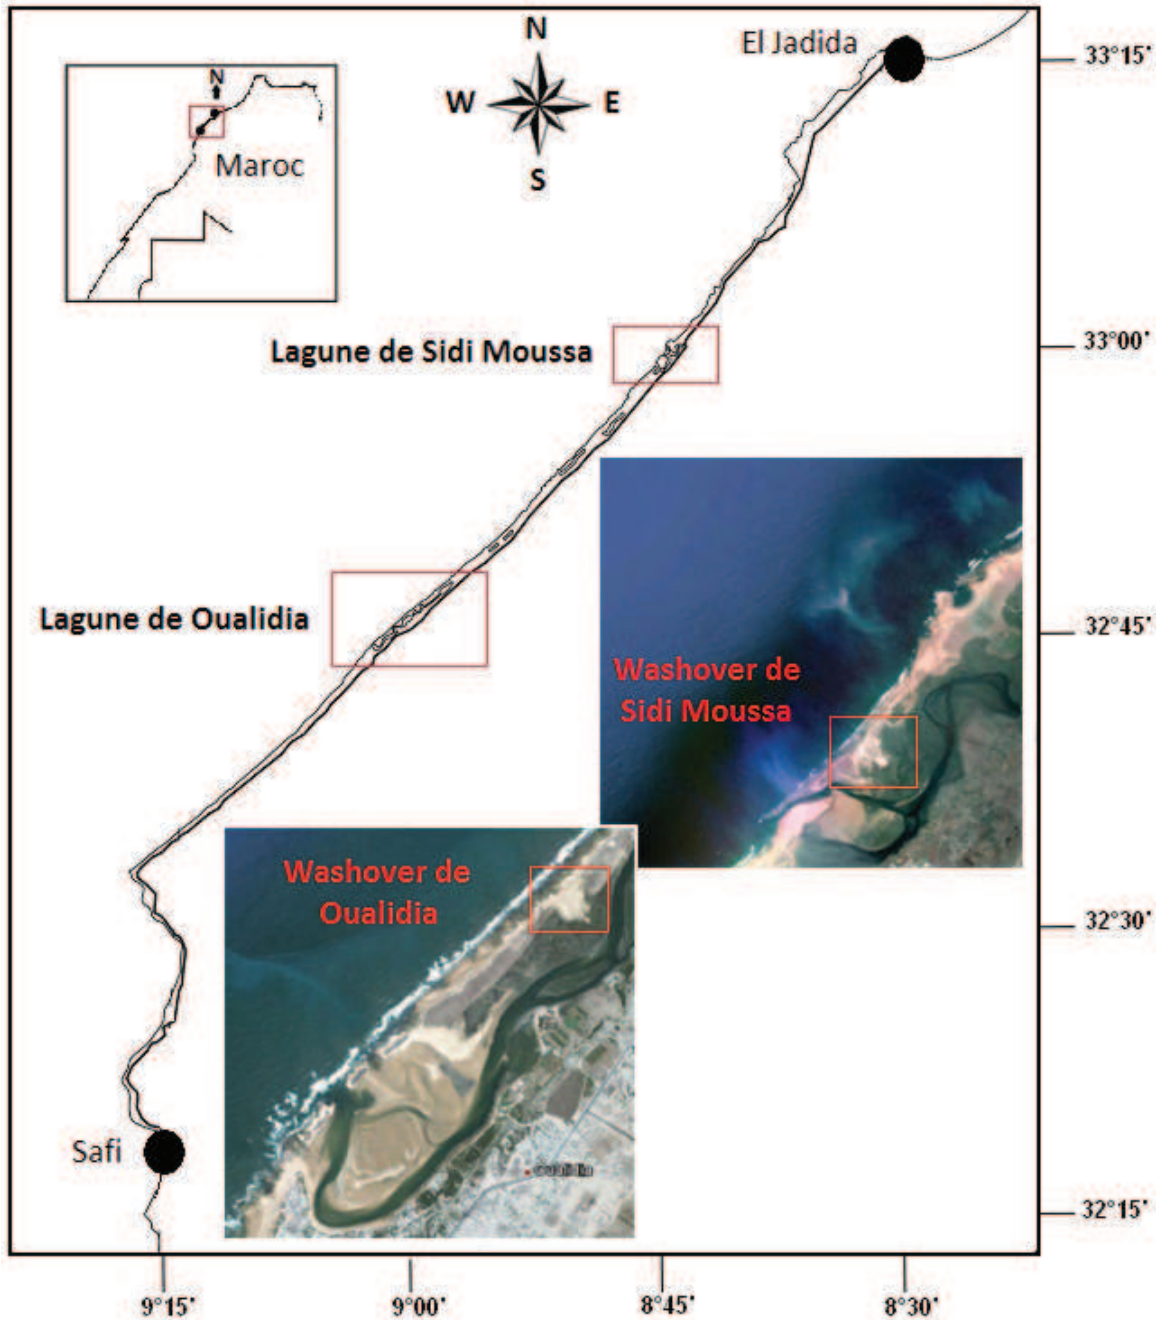 N
El Jadida
33°15'
N
W
E
Maroc
S
Lagune de Sidi Moussa
33°00'
Lagune de Oualidia
32°45'
Washover de
Sidi Moussa
Washover de
Oualidia
32°30'
Safi
oualidia
32°15'
9°15'
9°00'
8°45'
8°30'